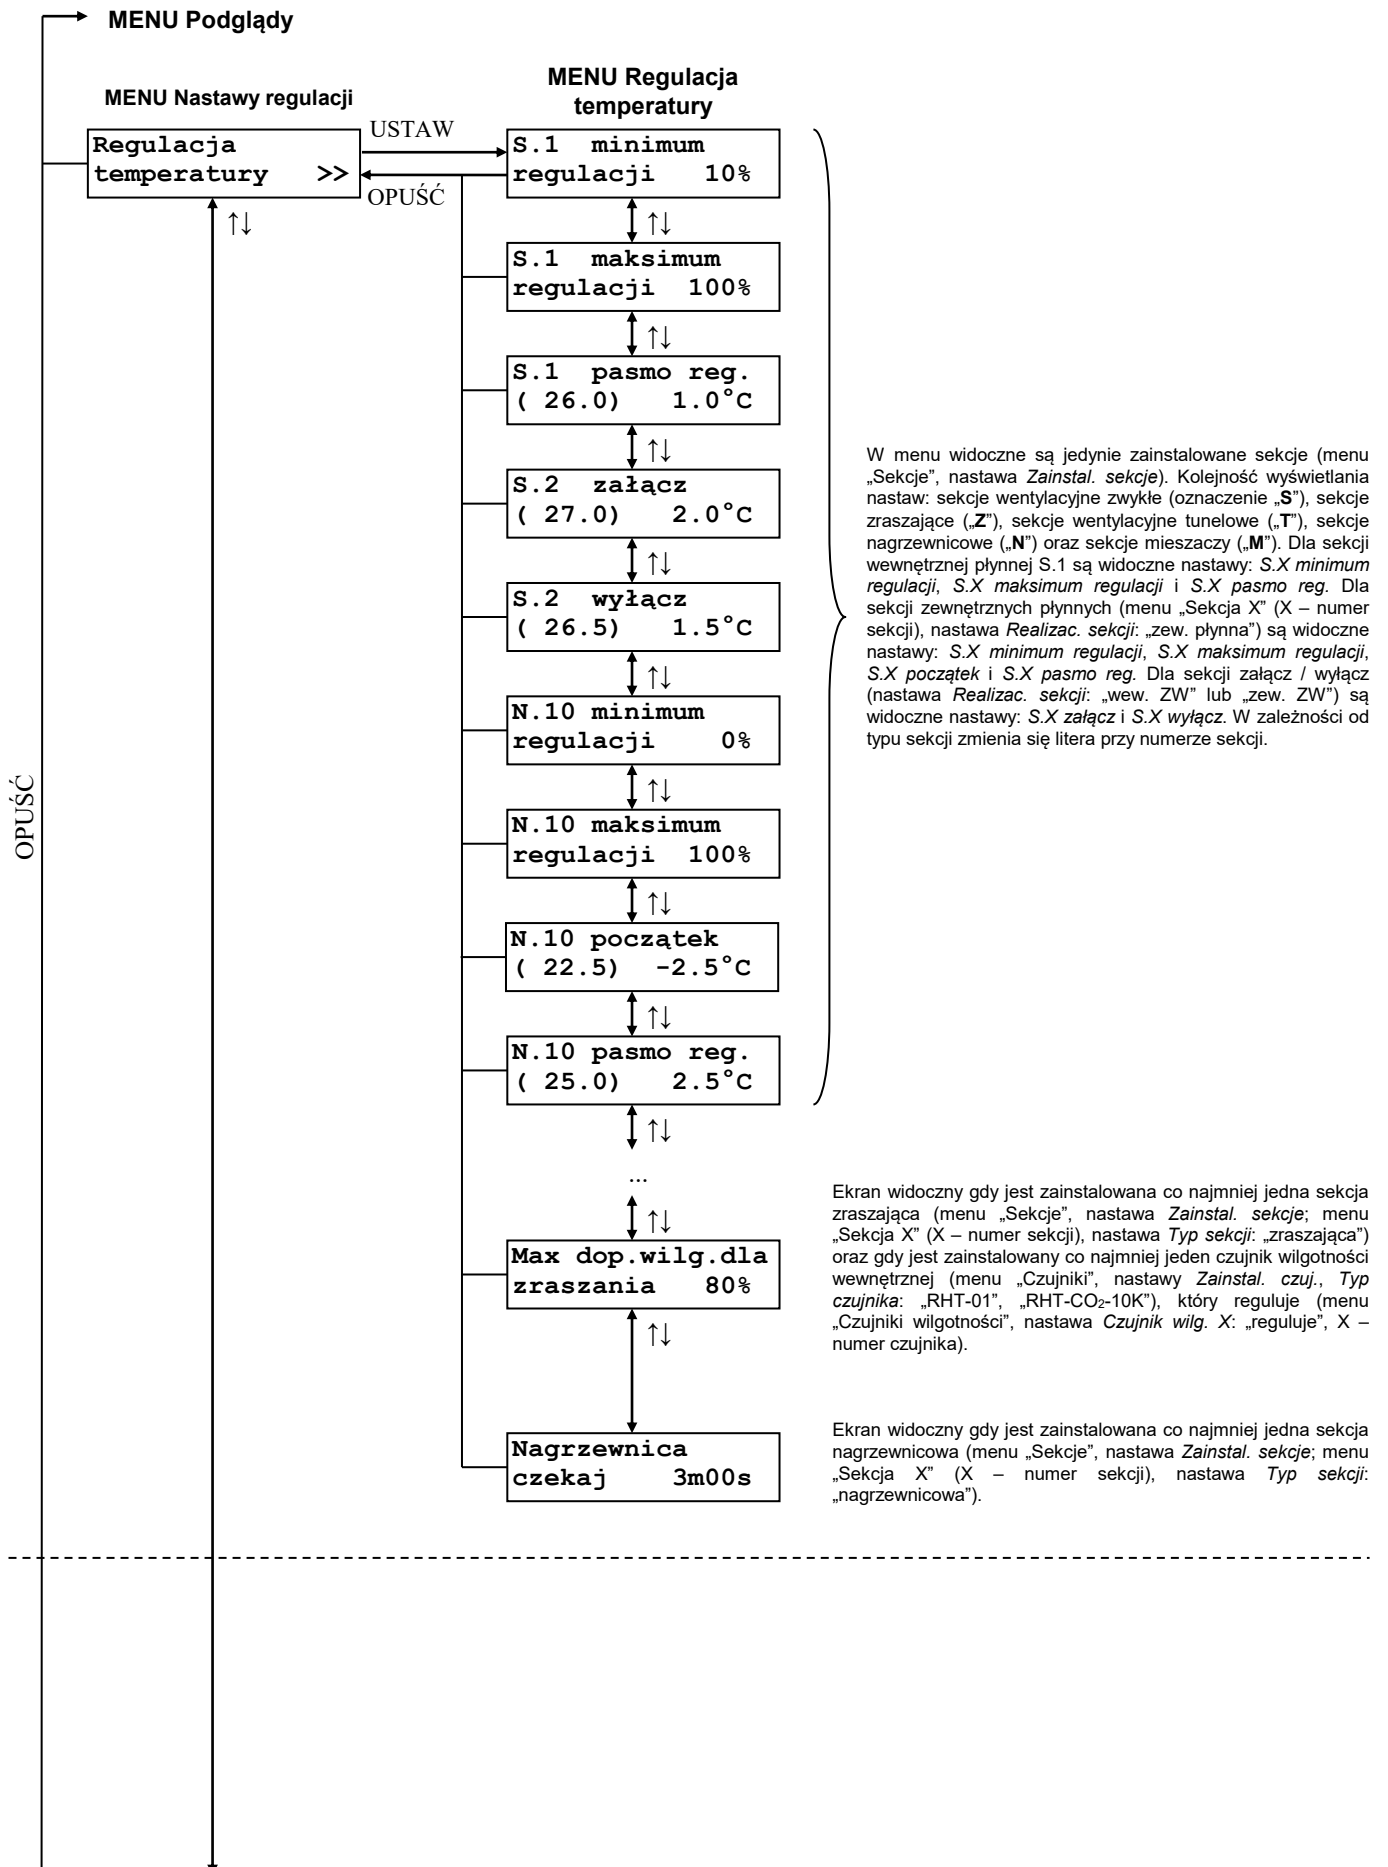 MENU Podglądy
MENU Nastawy regulacji
MENU Regulacja
temperatury
Regulacja
temperatury >>
USTAW
OPUŚĆ
↑↓
S.1 minimum
regulacji 10%
↑↓
S.1 maksimum
regulacji 100%
↑↓
S.1 pasmo reg.
( 26.0) 1.0°C
↑↓
S.2 załącz
( 27.0) 2.0°C
↑↓
S.2 wyłącz
( 26.5) 1.5°C
↑↓
N.10 minimum
regulacji 0%
↑↓
N.10 maksimum
regulacji 100%
↑↓
N.10 początek
( 22.5) -2.5°C
↑↓
N.10 pasmo reg.
( 25.0) 2.5°C
↑↓
...
↑↓
Max dop.wilg.dla
zraszania 80%
↑↓
Nagrzewnica
czekaj 3m00s
OPUŚĆ
W menu widoczne są jedynie zainstalowane sekcje (menu
„Sekcje”, nastawa Zainstal. sekcje). Kolejność wyświetlania
nastaw: sekcje wentylacyjne zwykłe (oznaczenie „S”), sekcje
zraszające („Z”), sekcje wentylacyjne tunelowe („T”), sekcje
nagrzewnicowe („N”) oraz sekcje mieszaczy („M”). Dla sekcji
wewnętrznej płynnej S.1 są widoczne nastawy: S.X minimum
regulacji, S.X maksimum regulacji i S.X pasmo reg. Dla
sekcji zewnętrznych płynnych (menu „Sekcja X” (X – numer
sekcji), nastawa Realizac. sekcji: „zew. płynna”) są widoczne
nastawy: S.X minimum regulacji, S.X maksimum regulacji,
S.X początek i S.X pasmo reg. Dla sekcji załącz / wyłącz
(nastawa Realizac. sekcji: „wew. ZW” lub „zew. ZW”) są
widoczne nastawy: S.X załącz i S.X wyłącz. W zależności od
typu sekcji zmienia się litera przy numerze sekcji.
Ekran widoczny gdy jest zainstalowana co najmniej jedna sekcja
zraszająca (menu „Sekcje”, nastawa Zainstal. sekcje; menu
„Sekcja X” (X – numer sekcji), nastawa Typ sekcji: „zraszająca”)
oraz gdy jest zainstalowany co najmniej jeden czujnik wilgotności
wewnętrznej (menu „Czujniki”, nastawy Zainstal. czuj., Typ
czujnika: „RHT-01”, „RHT-CO₂-10K”), który reguluje (menu
„Czujniki wilgotności”, nastawa Czujnik wilg. X: „reguluje”, X –
numer czujnika).
Ekran widoczny gdy jest zainstalowana co najmniej jedna sekcja
nagrzewnicowa (menu „Sekcje”, nastawa Zainstal. sekcje; menu
„Sekcja X” (X – numer sekcji), nastawa Typ sekcji:
„nagrzewnicowa”).